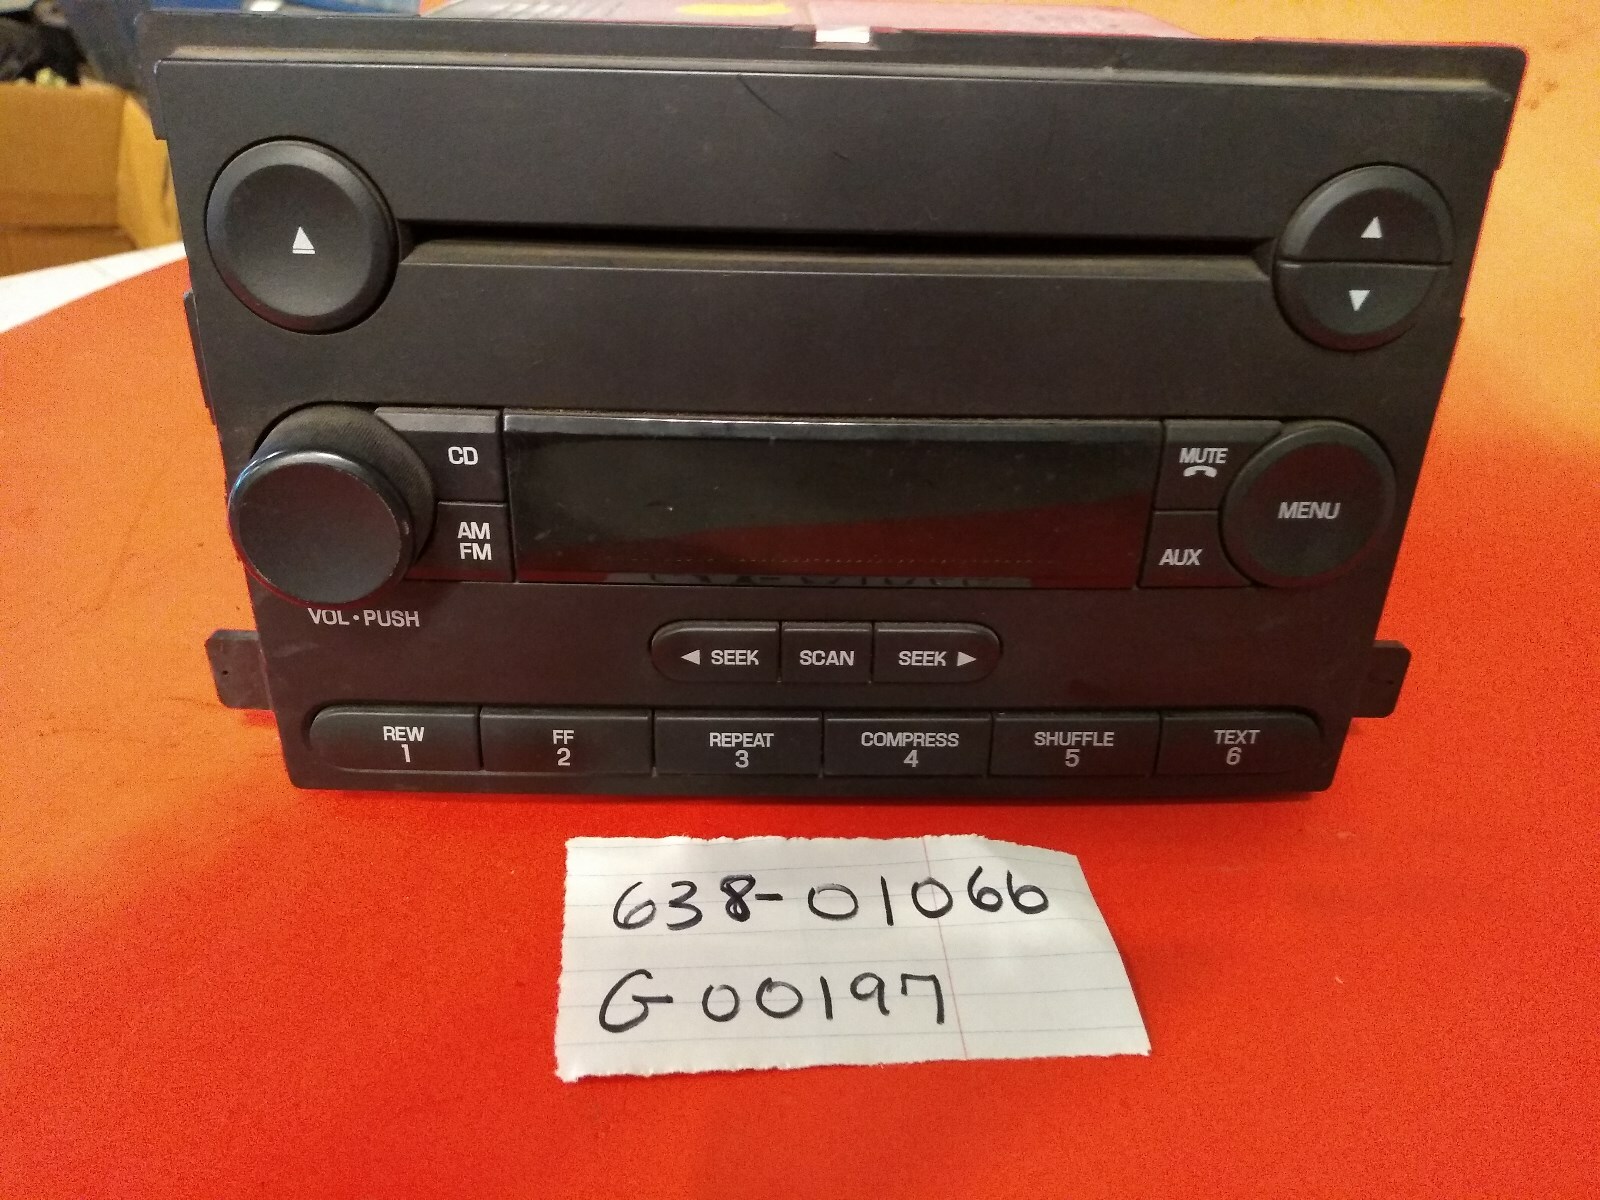 CD
MUTE
MENU
AM
FM
AUX
VOL•PUSH
◀ SEEK
SCAN
SEEK ▶
REW
1
FF
2
REPEAT
3
COMPRESS
4
SHUFFLE
5
TEXT
6
638-01066
G00197